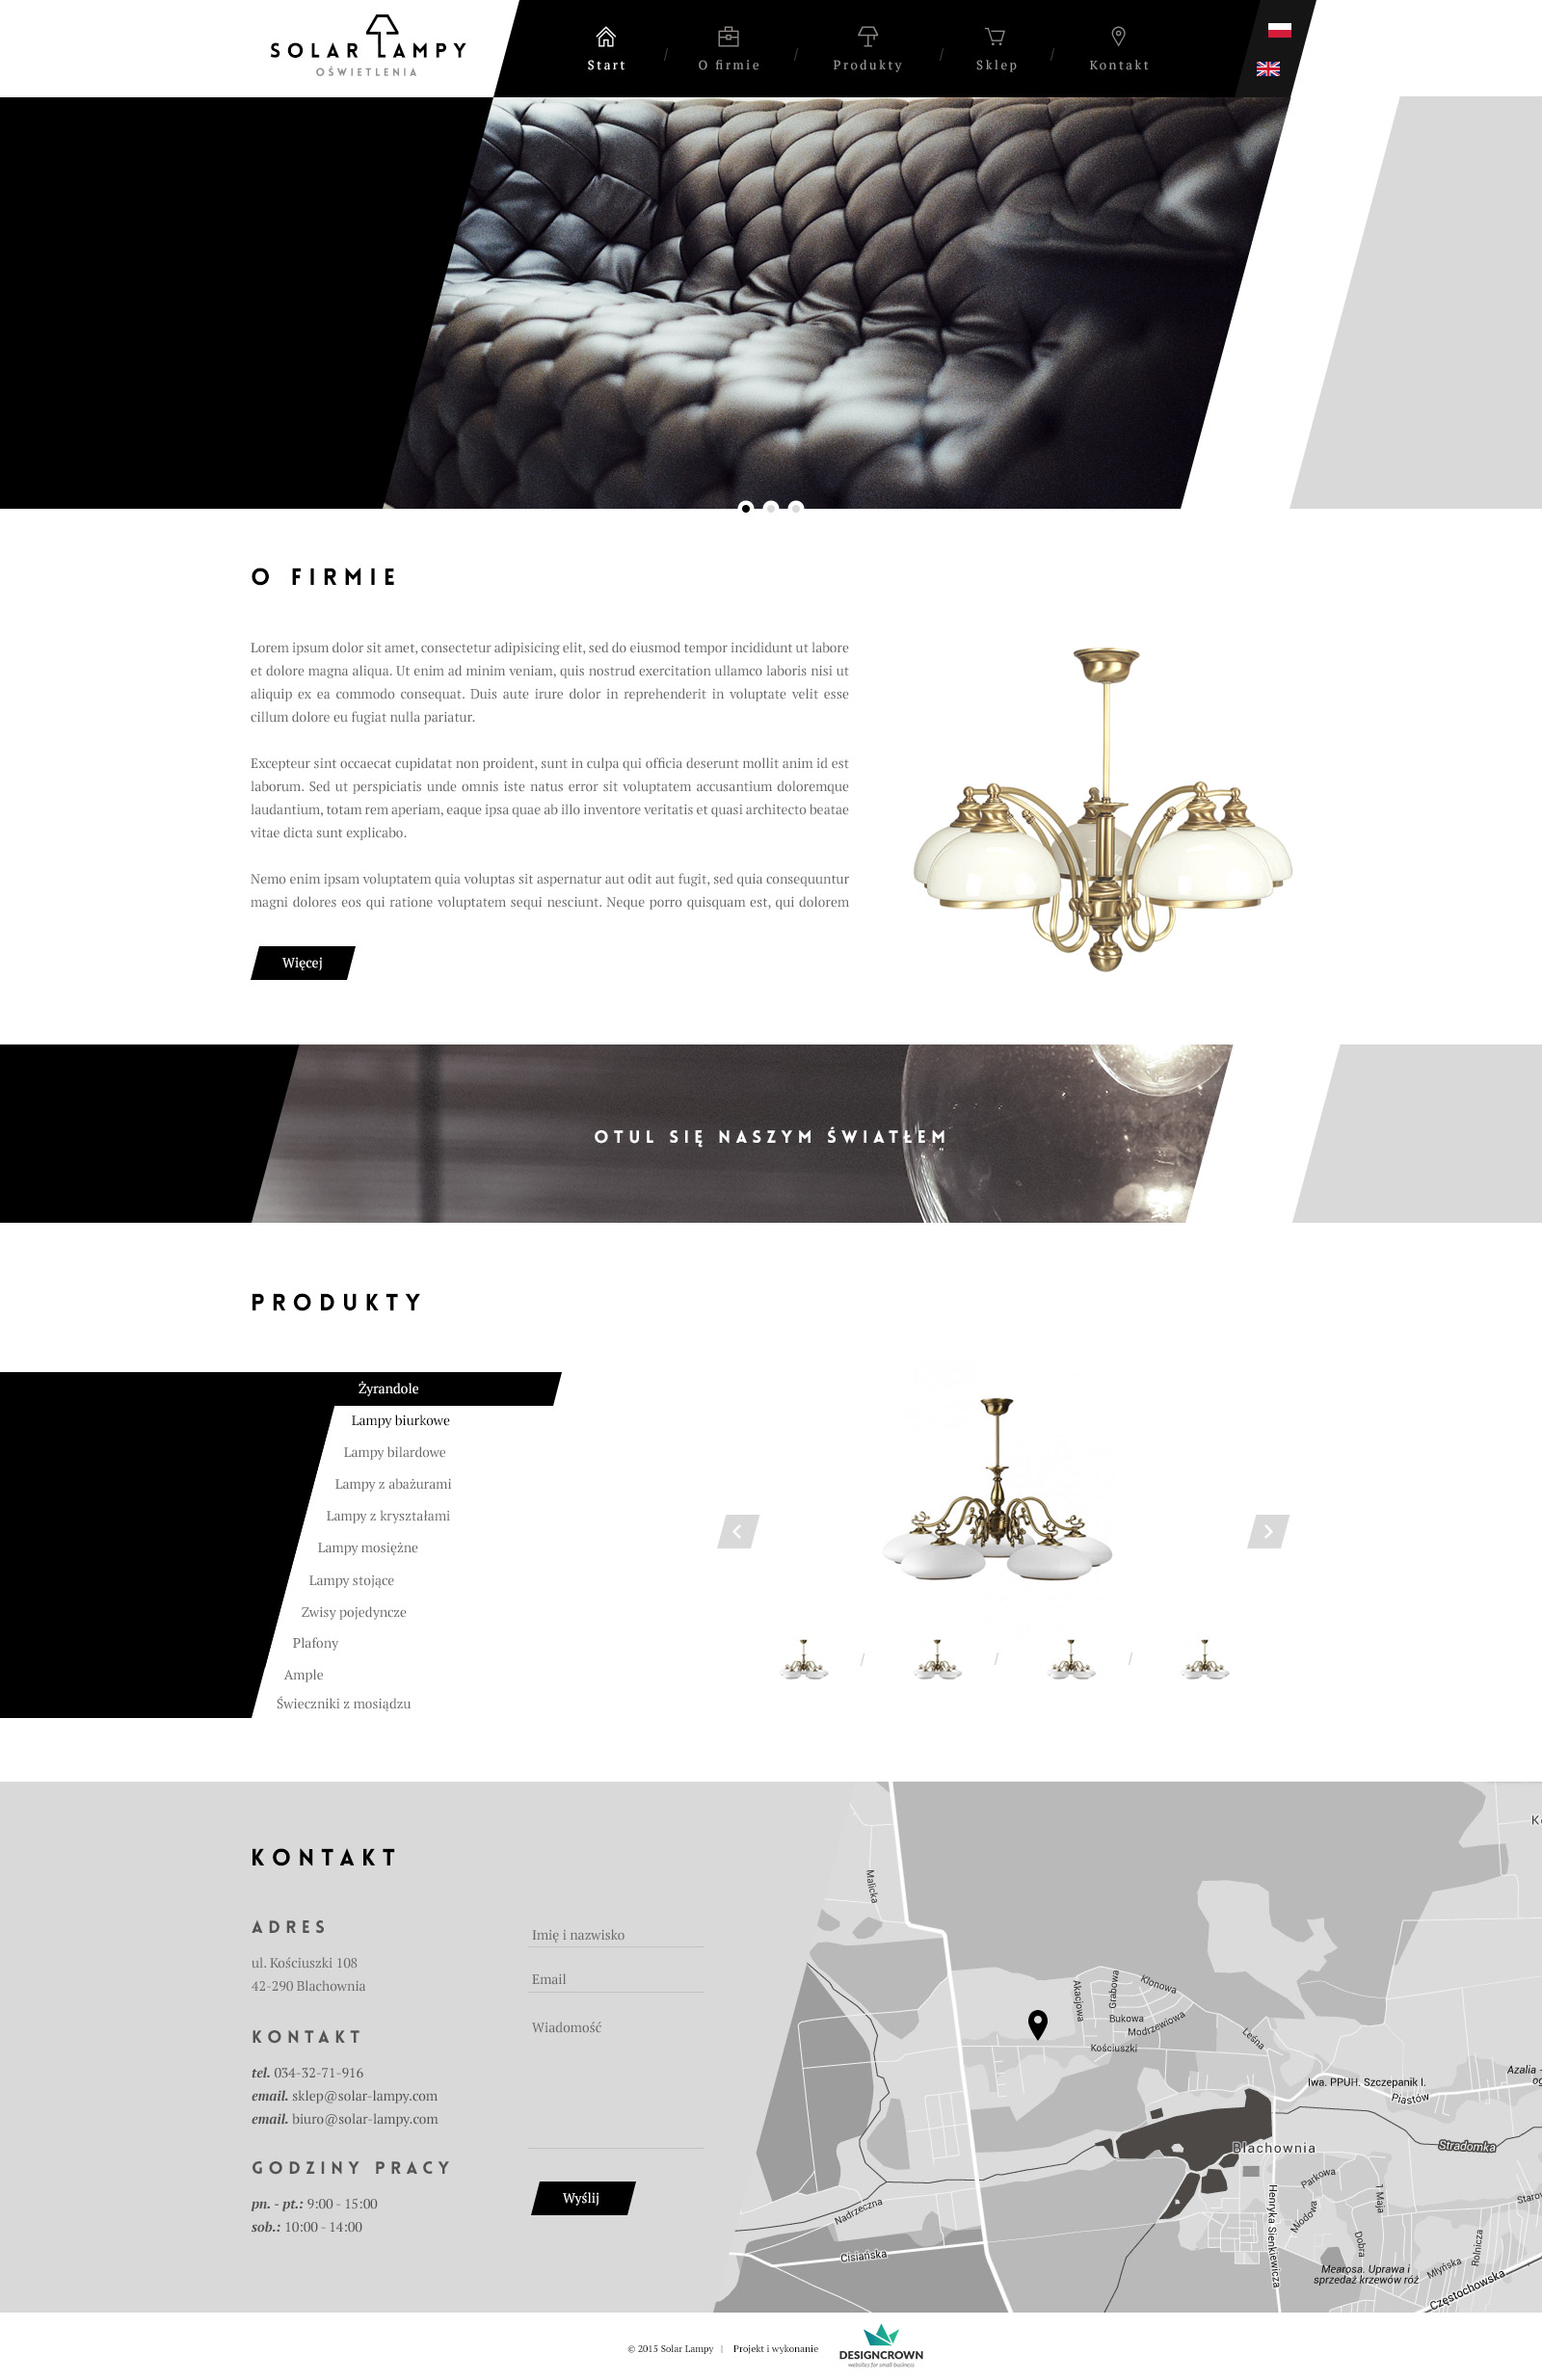 SOLAR LAMPY
OŚWIETLENIA
Start / O firmie / Produkty / Sklep / Kontakt
O FIRMIE
Lorem ipsum dolor sit amet, consectetur adipisicing elit, sed do eiusmod tempor incididunt ut labore
et dolore magna aliqua. Ut enim ad minim veniam, quis nostrud exercitation ullamco laboris nisi ut
aliquip ex ea commodo consequat. Duis aute irure dolor in reprehenderit in voluptate velit esse
cillum dolore eu fugiat nulla pariatur.
Excepteur sint occaecat cupidatat non proident, sunt in culpa qui officia deserunt mollit anim id est
laborum. Sed ut perspiciatis unde omnis iste natus error sit voluptatem accusantium doloremque
laudantium, totam rem aperiam, eaque ipsa quae ab illo inventore veritatis et quasi architecto beatae
vitae dicta sunt explicabo.
Nemo enim ipsam voluptatem quia voluptas sit aspernatur aut odit aut fugit, sed quia consequuntur
magni dolores eos qui ratione voluptatem sequi nesciunt. Neque porro quisquam est, qui dolorem
Więcej
OTUL SIĘ NASZYM ŚWIATŁEM
PRODUKTY
Żyrandole
Lampy biurkowe
Lampy bilardowe
Lampy z abażurami
Lampy z kryształami
Lampy mosiężne
Lampy stojące
Zwisy pojedyncze
Plafony
Ample
Świeczniki z mosiądzu
KONTAKT
ADRES
ul. Kościuszki 108
42-290 Blachownia
KONTAKT
tel. 034-32-71-916
email. sklep@solar-lampy.com
email. biuro@solar-lampy.com
GODZINY PRACY
pn. - pt.: 9:00 - 15:00
sob.: 10:00 - 14:00
Imię i nazwisko
Email
Wiadomość
Wyślij
Malicka
Akacjowa
Grabowa
Klonowa
Bukowa
Modrzewiowa
Kościuszki
Leśna
Iwa. PPUH. Szczepanik I.
Piastów
Azalia -
Blachownia
Stradomka
Parkowa
1 Maja
Miodowa
Henryka Sienkiewicza
Dobra
Nadrzeczna
Cisiańska
Mearosa. Uprawa i
sprzedaż krzewów róż
Młyńska
Rolnicza
Częstochowska
© 2015 Solar Lampy | Projekt i wykonanie
DESIGNCROWN
websites for small business